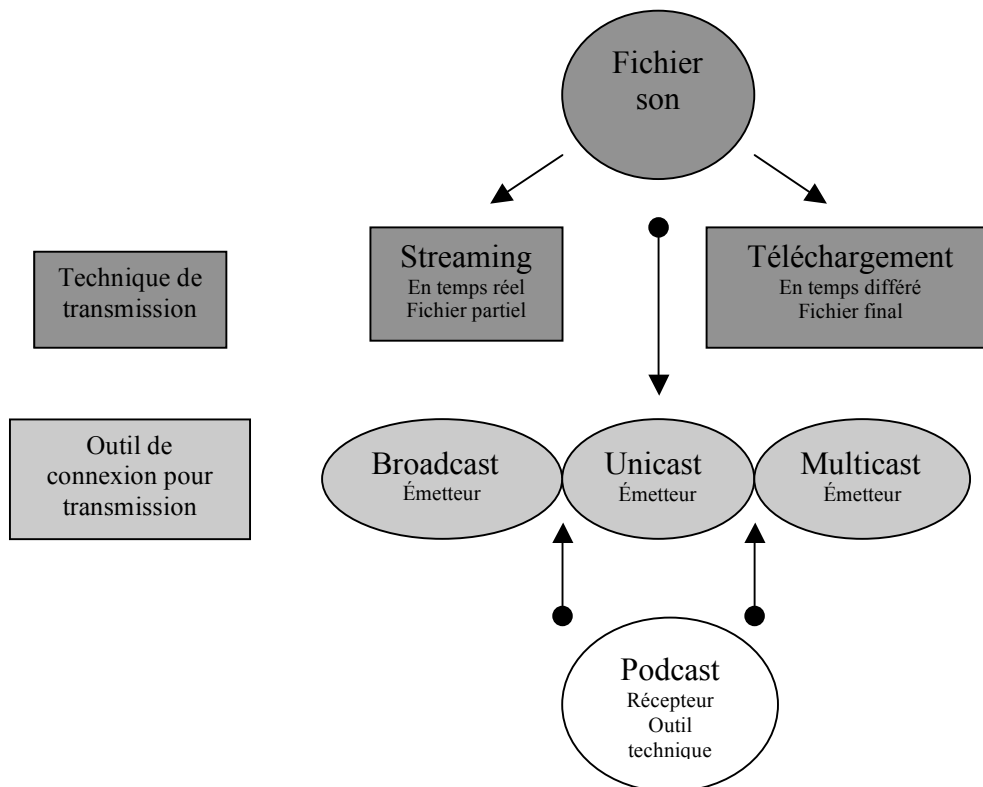 Fichier
son
Streaming
En temps réel
Fichier partiel
Téléchargement
En temps différé
Fichier final
Technique de
transmission
Outil de
connexion pour
transmission
Broadcast
Émetteur
Unicast
Émetteur
Multicast
Émetteur
Podcast
Récepteur
Outil
technique